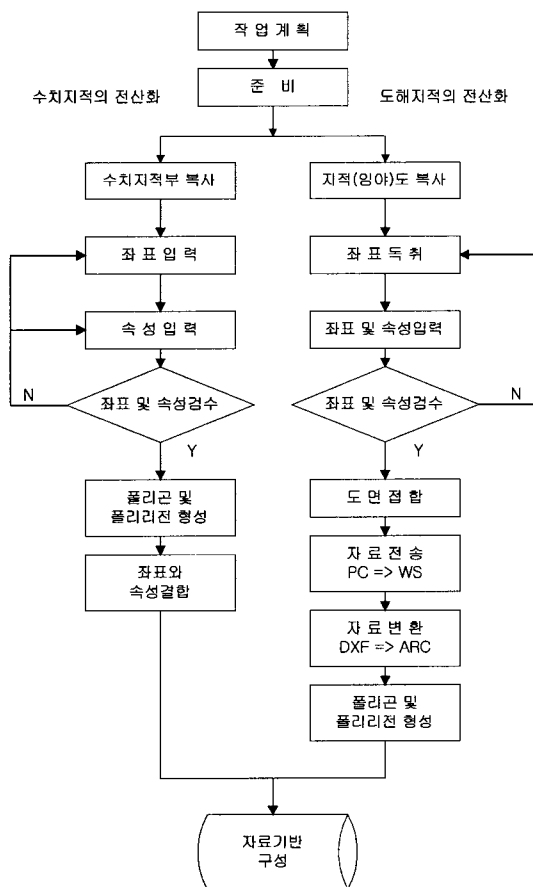 작 업 계 획
준 비
수치지적의 전산화
도해지적의 전산화
수치지적부 복사
좌 표 입 력
속 성 입 력
N
좌표 및 속성검수
Y
폴리곤 및
폴리리전 형성
좌표와
속성결합
지적(임야)도 복사
좌 표 독 취
좌표 및 속성입력
좌표 및 속성검수
N
Y
도 면 접 합
자 료 전 송
PC => WS
자 료 변 환
DXF => ARC
폴리곤 및
폴리리전 형성
자료기반
구성